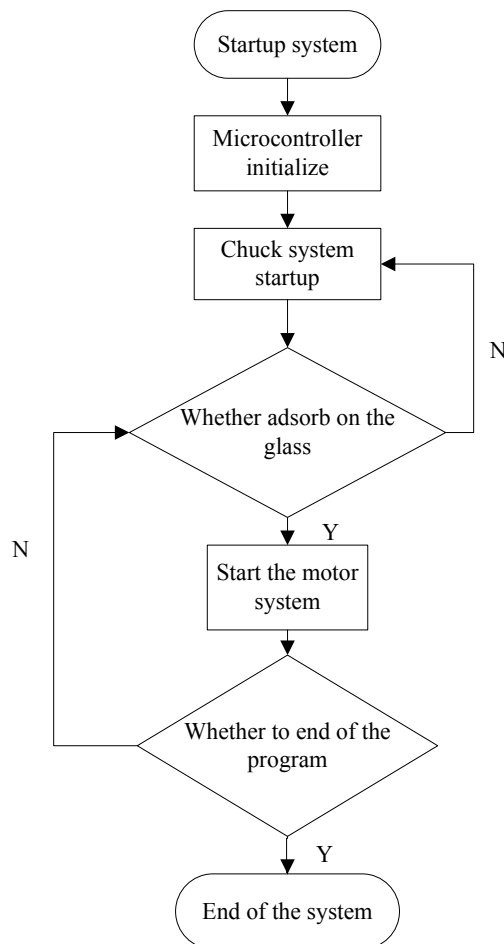 Startup system
Microcontroller
initialize
Chuck system
startup
N
Whether adsorb on the
glass
Y
N
Start the motor
system
Whether to end of the
program
Y
End of the system